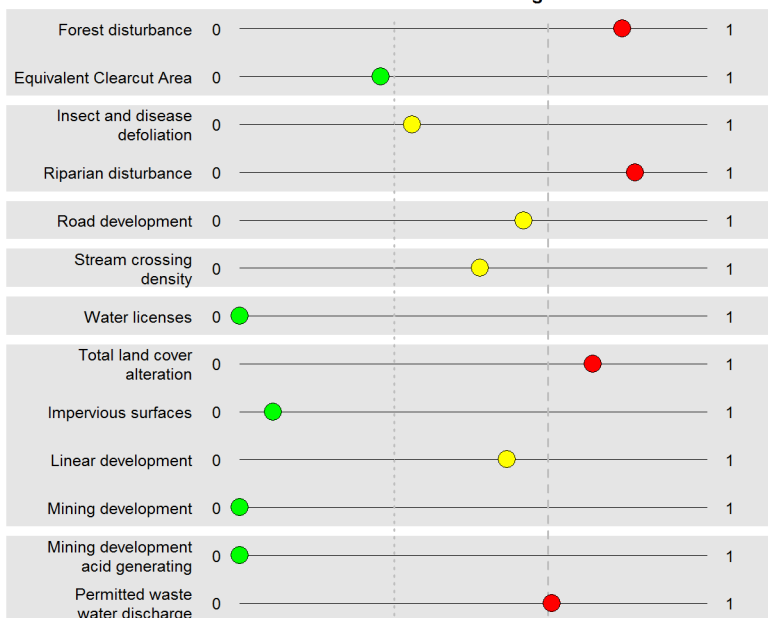 Forest disturbance 0 1
Equivalent Clearcut Area 0 1
Insect and disease
defoliation 0 1
Riparian disturbance 0 1
Road development 0 1
Stream crossing
density 0 1
Water licenses 0 1
Total land cover
alteration 0 1
Impervious surfaces 0 1
Linear development 0 1
Mining development 0 1
Mining development
acid generating 0 1
Permitted waste
water discharge 0 1